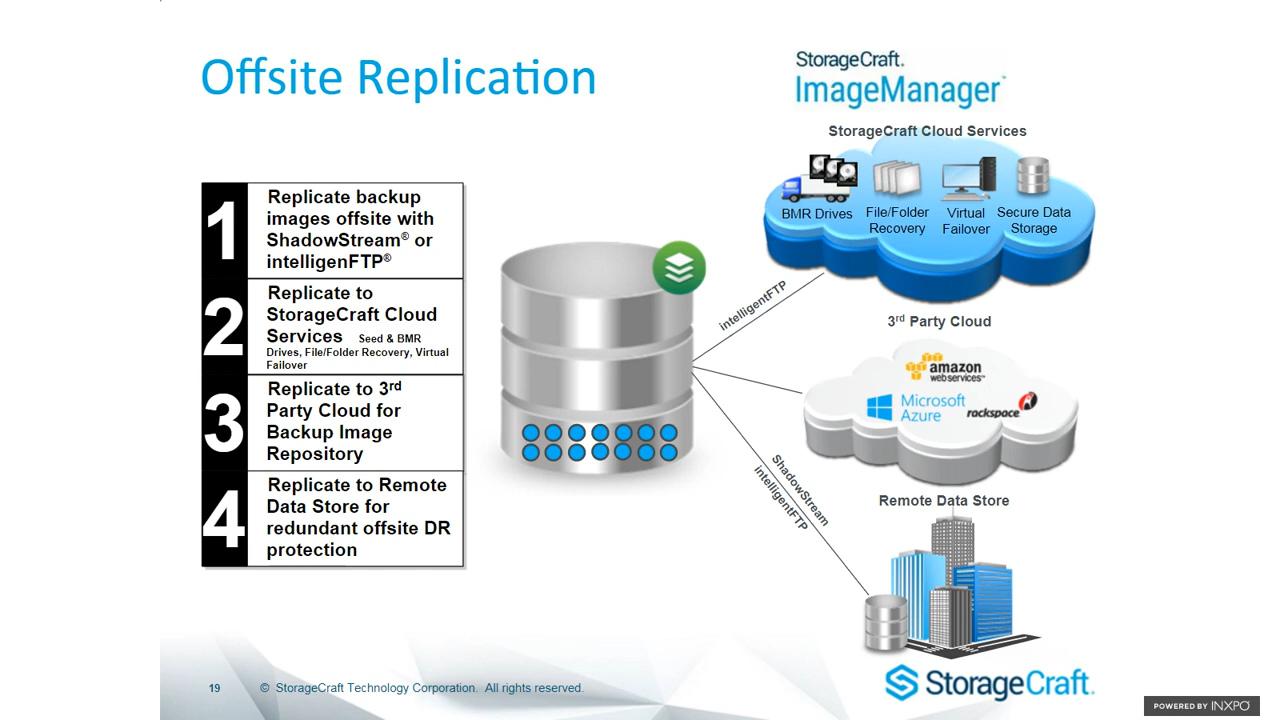 Offsite Replication
StorageCraft.
ImageManager™
StorageCraft Cloud Services
BMR Drives
File/Folder
Recovery
Virtual
Failover
Secure Data
Storage
1
Replicate backup
images offsite with
ShadowStream® or
intelligenFTP®
2
Replicate to
StorageCraft Cloud
Services Seed & BMR
Drives, File/Folder Recovery, Virtual
Failover
3
Replicate to 3rd
Party Cloud for
Backup Image
Repository
4
Replicate to Remote
Data Store for
redundant offsite DR
protection
intelligentFTP
3rd Party Cloud
amazon
webservices™
Microsoft
Azure
rackspace
ShadowStream
intelligentFTP
Remote Data Store
StorageCraft.
19 © StorageCraft Technology Corporation. All rights reserved.
POWERED BY INXPO